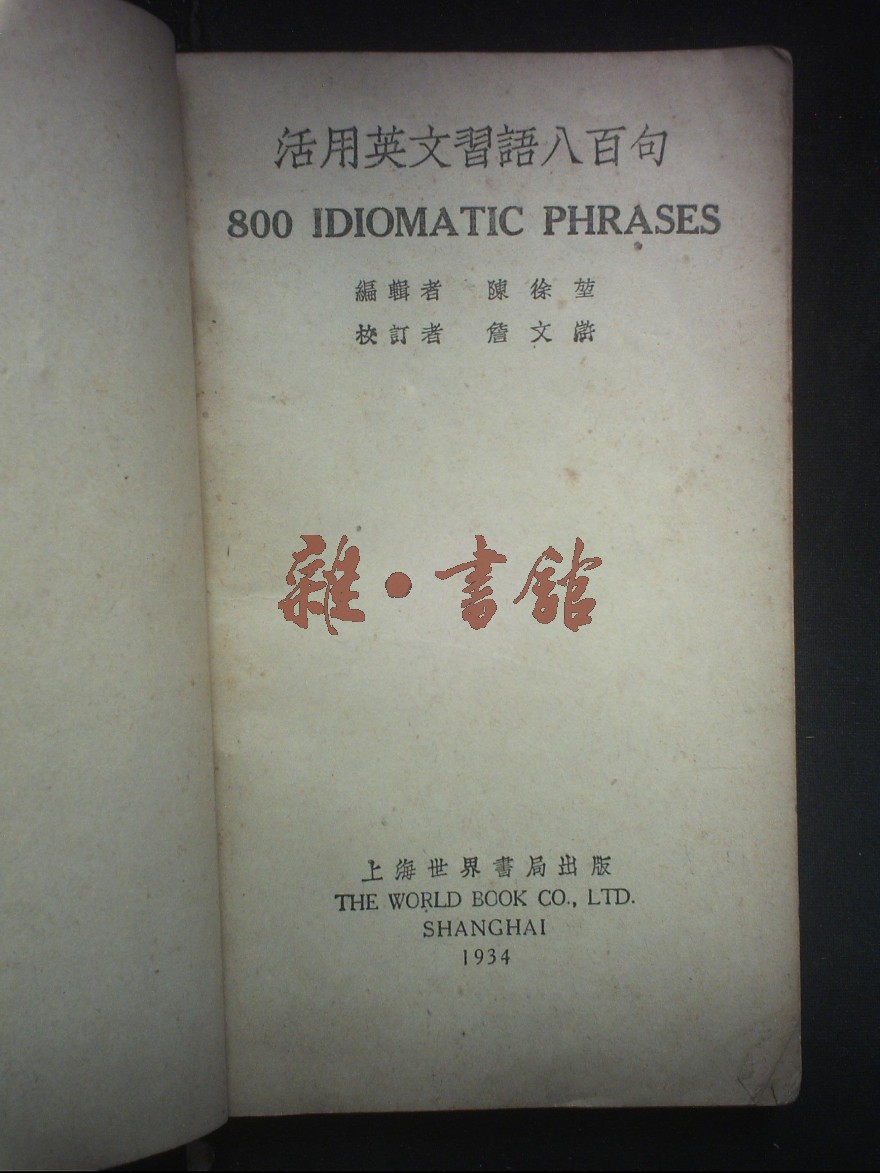 活用英文習語八百句
800 IDIOMATIC PHRASES
編輯者 陳徐堃
校訂者 詹文滸
雜·書館
上海世界書局出版
THE WORLD BOOK CO., LTD.
SHANGHAI
1934